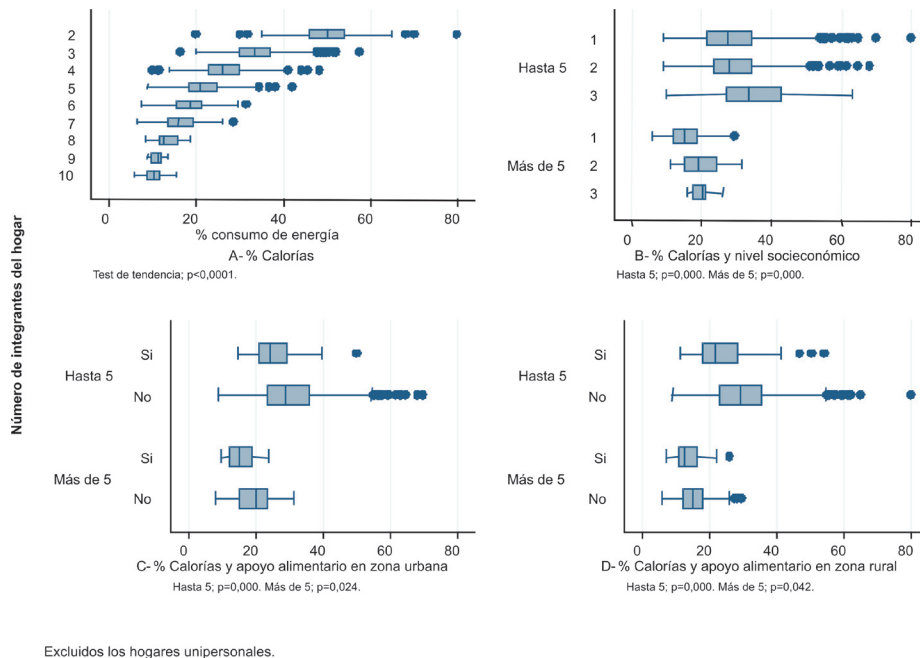 Número de integrantes del hogar
2
3
4
5
6
7
8
9
10
0 20 40 60 80
% consumo de energía
A- % Calorías
Test de tendencia; p<0,0001.
Hasta 5
1
2
3
Más de 5
1
2
3
0 20 40 60 80
B- % Calorías y nivel socieconómico
Hasta 5; p=0,000. Más de 5; p=0,000.
Hasta 5
Si
No
Más de 5
Si
No
0 20 40 60 80
C- % Calorías y apoyo alimentario en zona urbana
Hasta 5; p=0,000. Más de 5; p=0,024.
Hasta 5
Si
No
Más de 5
Si
No
0 20 40 60 80
D- % Calorías y apoyo alimentario en zona rural
Hasta 5; p=0,000. Más de 5; p=0,042.
Excluidos los hogares unipersonales.